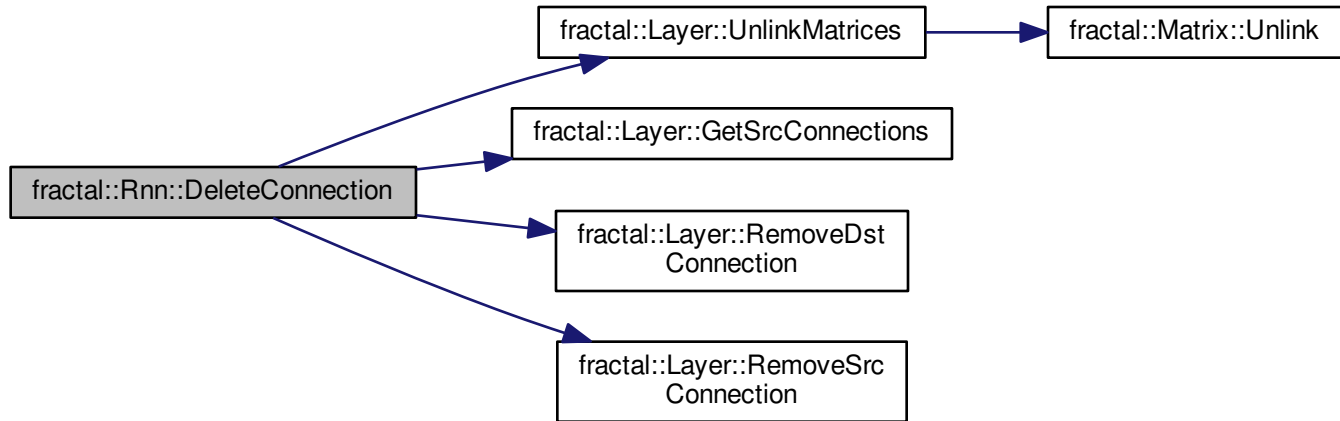 fractal::Layer::UnlinkMatrices
fractal::Matrix::Unlink
fractal::Layer::GetSrcConnections
fractal::Rnn::DeleteConnection
fractal::Layer::RemoveDst
Connection
fractal::Layer::RemoveSrc
Connection